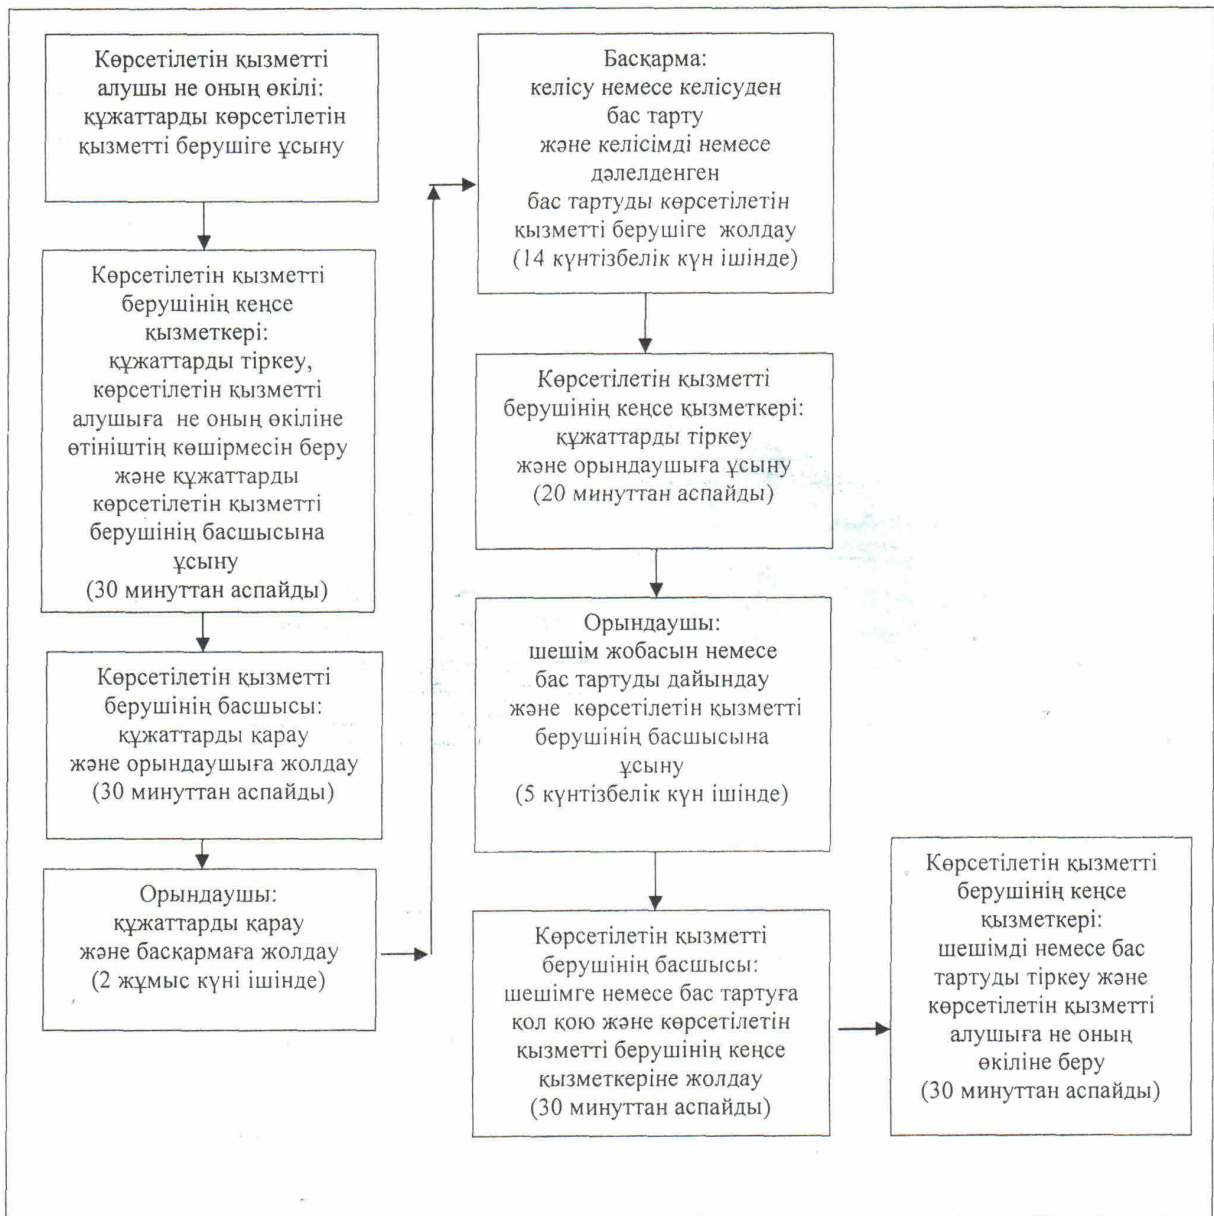 Көрсетілетін қызметті
алушы не оның өкілі:
құжаттарды көрсетілетін
қызметті берушіге ұсыну
Көрсетілетін қызметті
берушінің кеңсе
қызметкері:
құжаттарды тіркеу,
көрсетілетін қызметті
алушыға не оның өкіліне
өтініштің көшірмесін беру
және құжаттарды
көрсетілетін қызметті
берушінің басшысына
ұсыну
(30 минуттан аспайды)
Көрсетілетін қызметті
берушінің басшысы:
құжаттарды қарау
және орындаушыға жолдау
(30 минуттан аспайды)
Орындаушы:
құжаттарды қарау
және басқармаға жолдау
(2 жұмыс күні ішінде)
Басқарма:
келісу немесе келісуден
бас тарту
және келісімді немесе
дәлелденген
бас тартуды көрсетілетін
қызметті берушіге жолдау
(14 күнтізбелік күн ішінде)
Көрсетілетін қызметті
берушінің кеңсе қызметкері:
құжаттарды тіркеу
және орындаушыға ұсыну
(20 минуттан аспайды)
Орындаушы:
шешім жобасын немесе
бас тартуды дайындау
және көрсетілетін қызметті
берушінің басшысына
ұсыну
(5 күнтізбелік күн ішінде)
Көрсетілетін қызметті
берушінің басшысы:
шешімге немесе бас тартуға
қол қою және көрсетілетін
қызметті берушінің кеңсе
қызметкеріне жолдау
(30 минуттан аспайды)
Көрсетілетін қызметті
берушінің кеңсе
қызметкері:
шешімді немесе бас
тартуды тіркеу және
көрсетілетін қызметті
алушыға не оның
өкіліне беру
(30 минуттан аспайды)